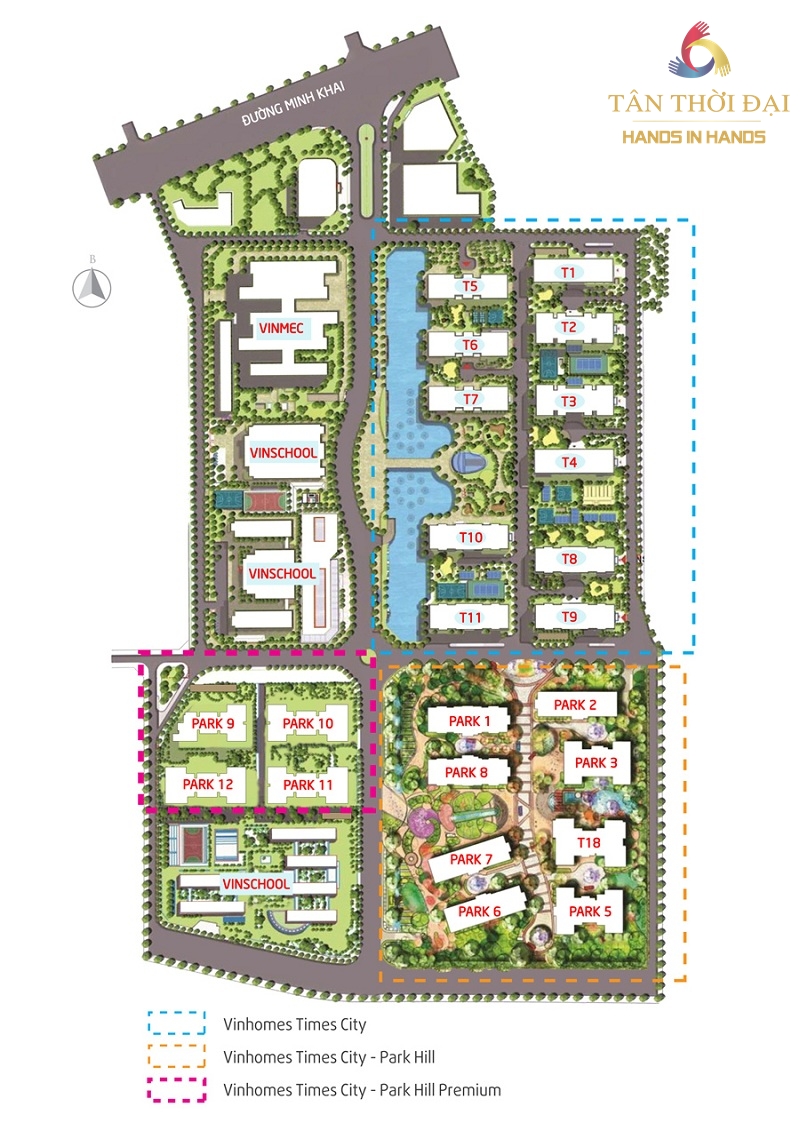 TÂN THỜI ĐẠI
HANDS IN HANDS
ĐƯỜNG MINH KHAI
B
T1
T5
T2
VINMEC
T6
T7
T3
VINSCHOOL
T4
T10
T8
VINSCHOOL
T11
T9
PARK 2
PARK 9
PARK 10
PARK 1
PARK 3
PARK 8
PARK 12
PARK 11
T18
PARK 7
VINSCHOOL
PARK 6
PARK 5
Vinhomes Times City
Vinhomes Times City - Park Hill
Vinhomes Times City - Park Hill Premium